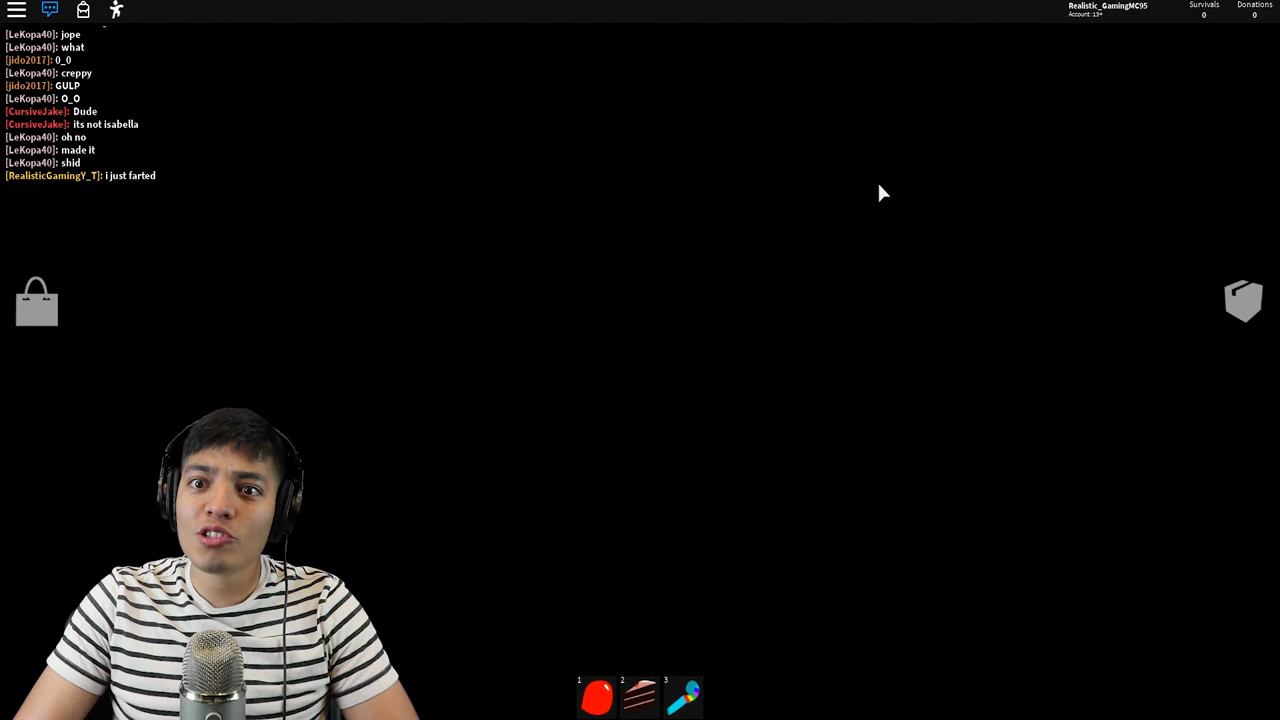 Realistic_GamingMC95
Account: 13+
Survivals
0
Donations
0
[LeKopa40]: jope
[LeKopa40]: what
[jido2017]: 0_0
[LeKopa40]: creppy
[jido2017]: GULP
[LeKopa40]: O_O
[CursiveJake]: Dude
[CursiveJake]: its not isabella
[LeKopa40]: oh no
[LeKopa40]: made it
[LeKopa40]: shid
[RealisticGamingY_T]: i just farted
1
2
3